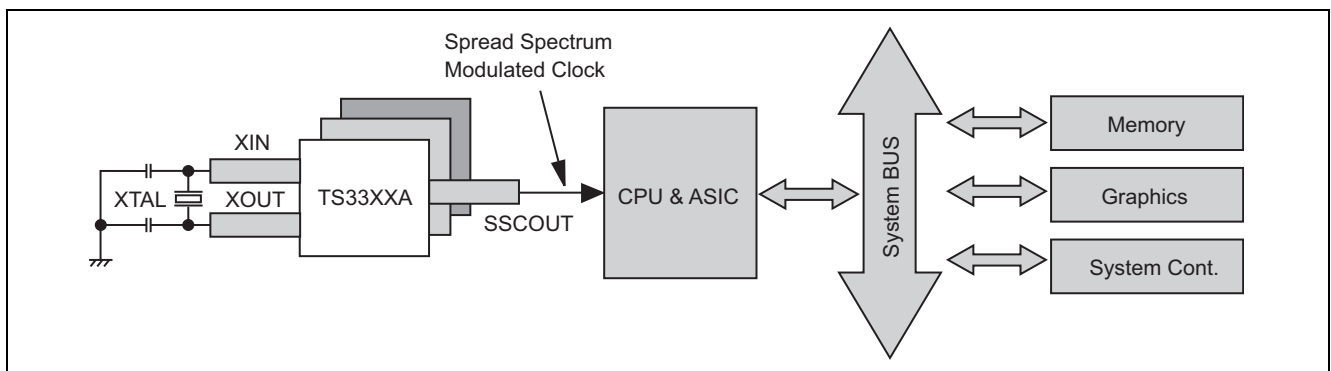 Spread Spectrum
Modulated Clock
XIN
XTAL
XOUT
TS33XXA
SSCOUT
CPU & ASIC
System BUS
Memory
Graphics
System Cont.